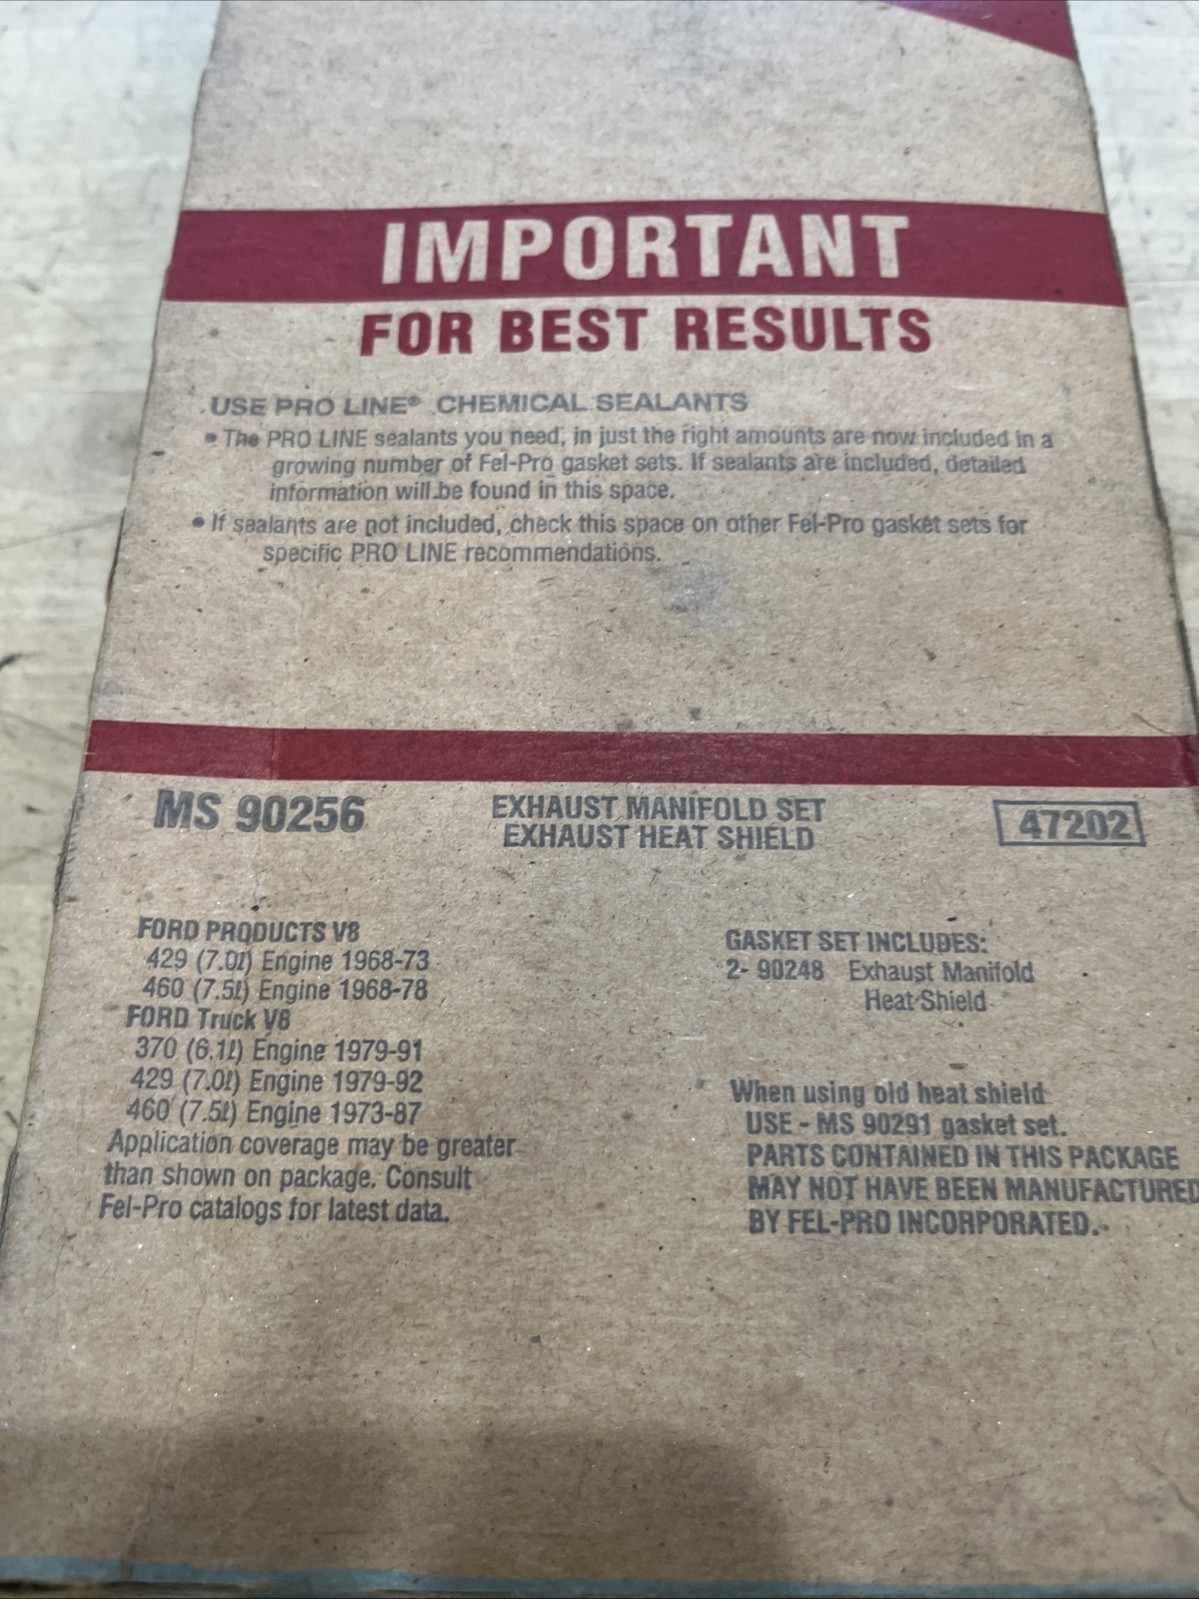 IMPORTANT
FOR BEST RESULTS
USE PRO LINE® CHEMICAL SEALANTS
• The PRO LINE sealants you need, in just the right amounts are now included in a
growing number of Fel-Pro gasket sets. If sealants are included, detailed
information will be found in this space.
• If sealants are not included, check this space on other Fel-Pro gasket sets for
specific PRO LINE recommendations.
MS 90256
EXHAUST MANIFOLD SET
EXHAUST HEAT SHIELD
47202
FORD PRODUCTS V8
429 (7.0ℓ) Engine 1968-73
460 (7.5ℓ) Engine 1968-78
FORD Truck V8
370 (6.1ℓ) Engine 1979-91
429 (7.0ℓ) Engine 1979-92
460 (7.5ℓ) Engine 1973-87
Application coverage may be greater
than shown on package. Consult
Fel-Pro catalogs for latest data.
GASKET SET INCLUDES:
2- 90248 Exhaust Manifold
Heat Shield
When using old heat shield
USE - MS 90291 gasket set.
PARTS CONTAINED IN THIS PACKAGE
MAY NOT HAVE BEEN MANUFACTURED
BY FEL-PRO INCORPORATED.